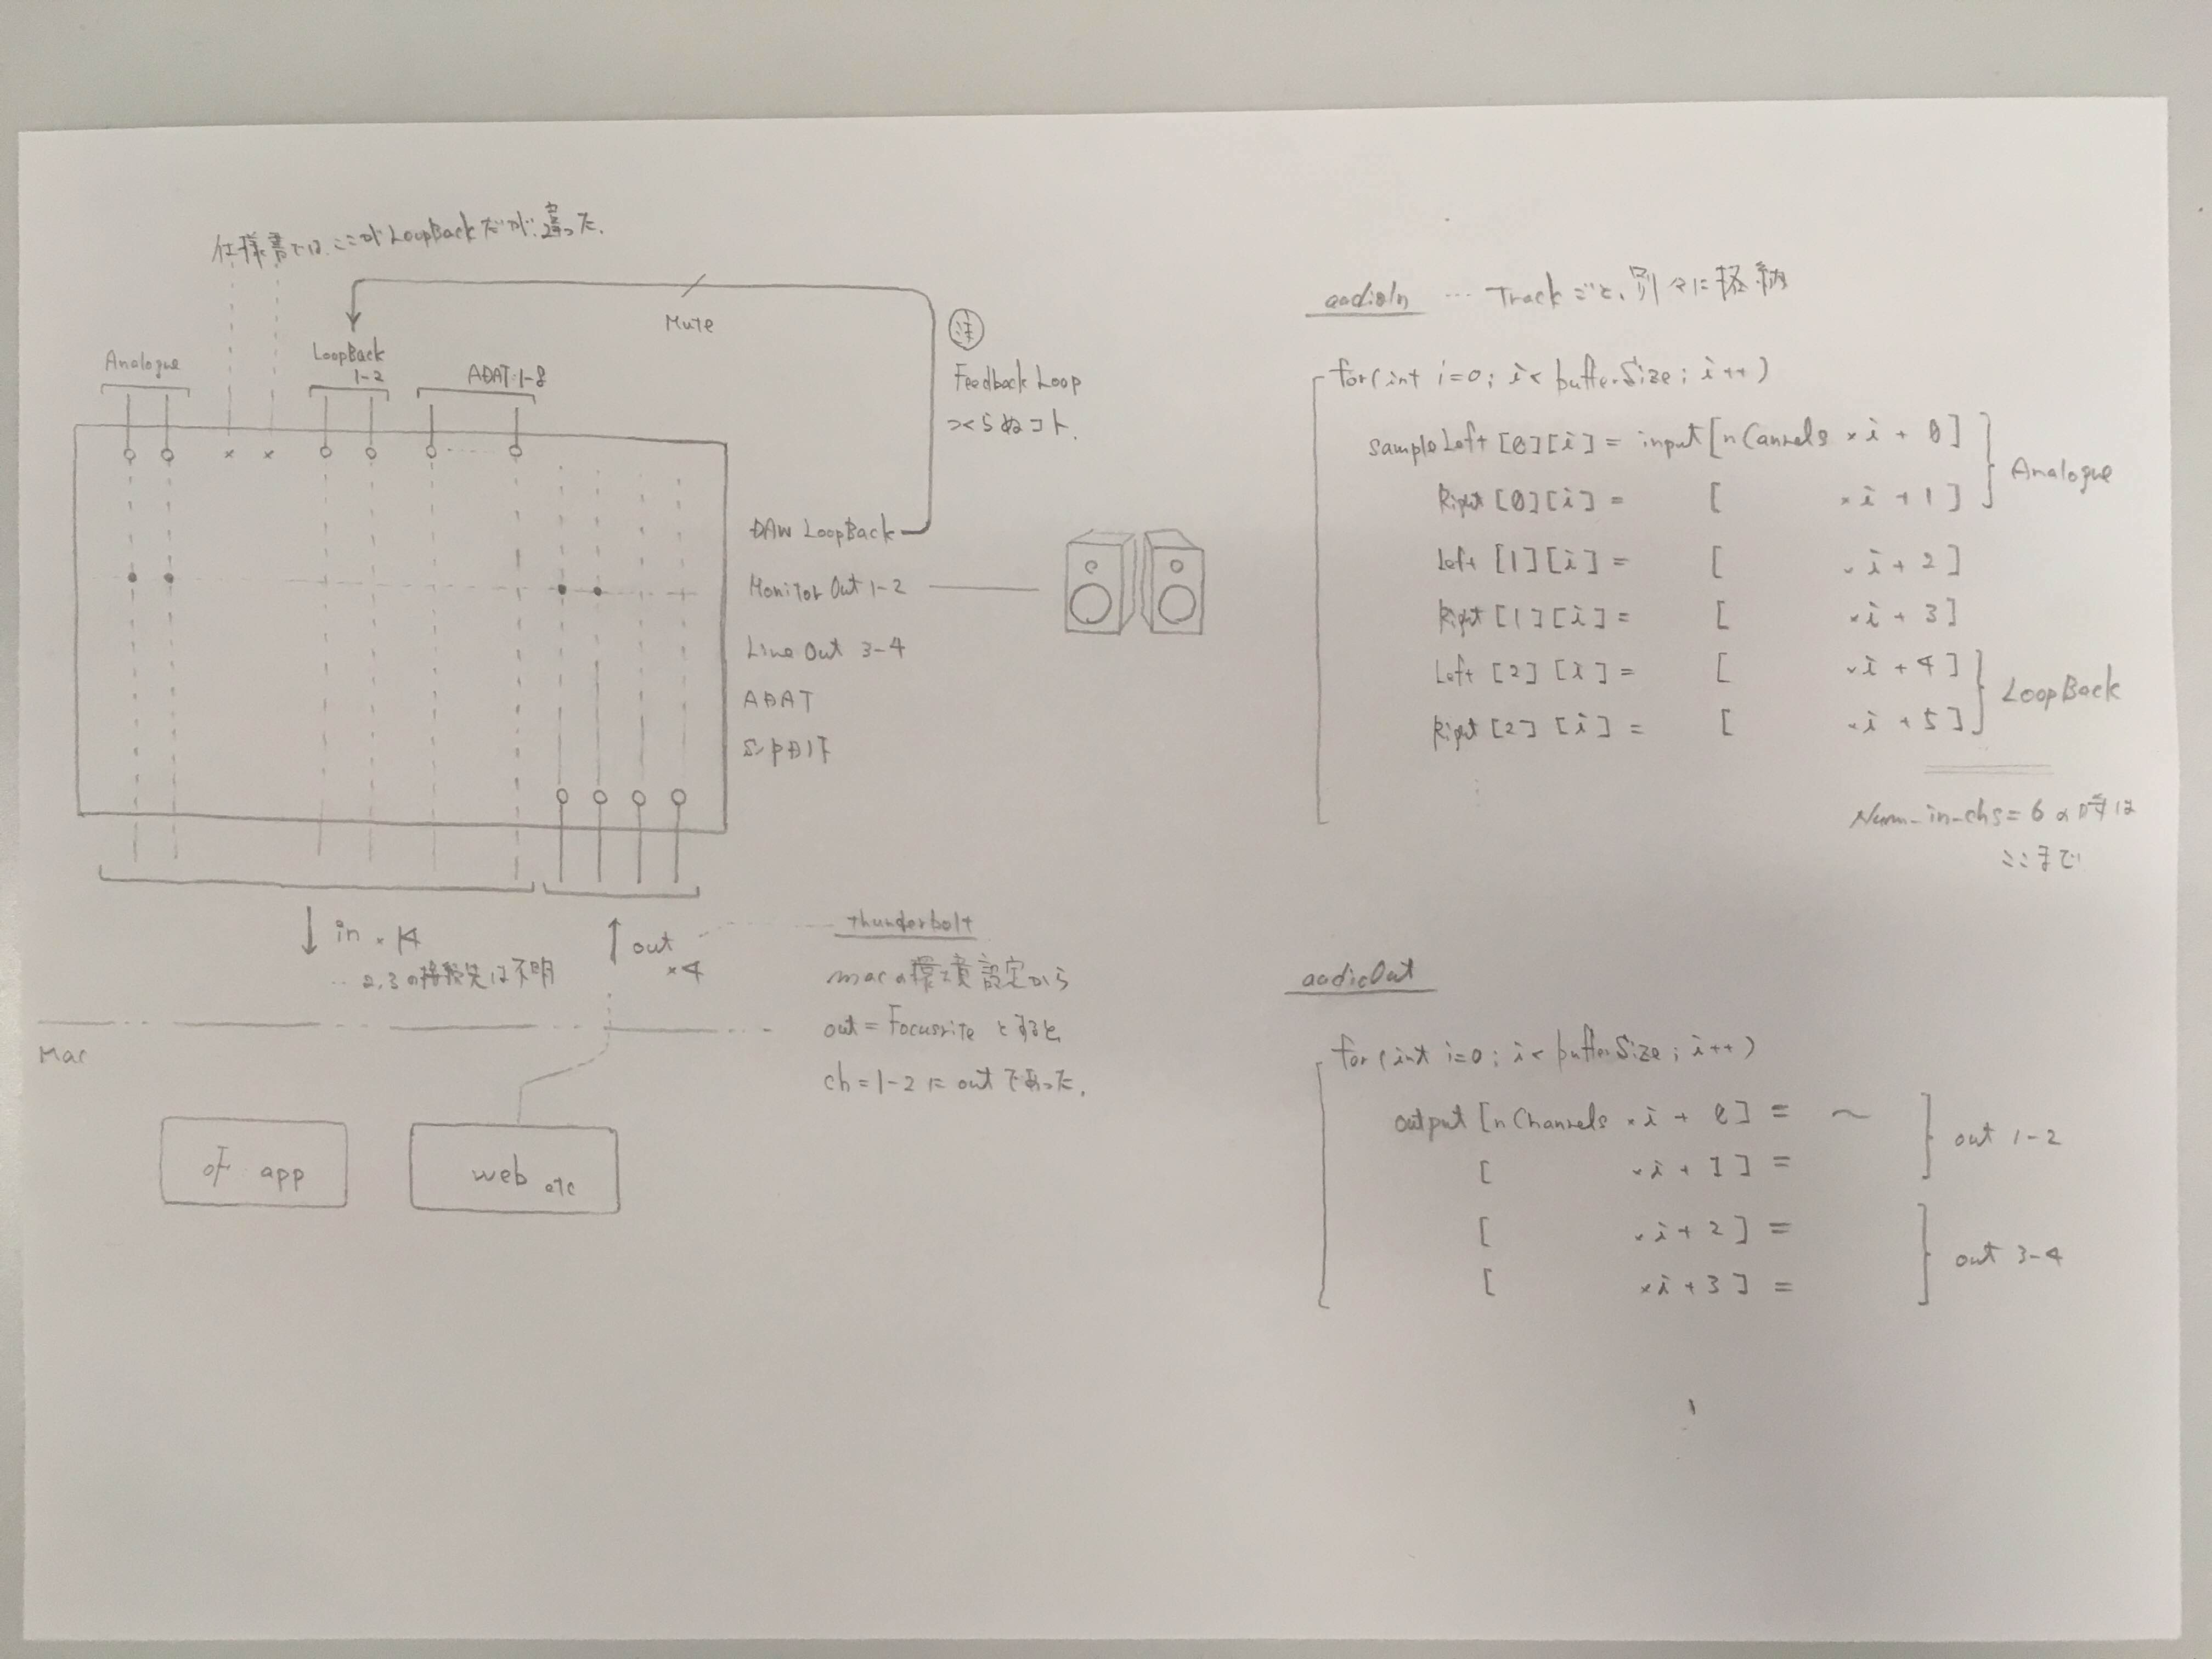 仕様書では、ここがLoopBackだが違った.
Mute
注
Feedback Loop
つくらぬコト.
Analogue
LoopBack
1-2
ADAT 1-8
DAW LoopBack
Monitor Out 1-2
Line Out 3-4
ADAT
S/PDIF
in × 14
… 2,3の接続先は不明
out
×4
thunderbolt
macの環境設定から
out = Focusrite とすると
ch = 1-2 に out であった.
Mac
oF app
web etc
audioIn … Trackごと、別々に格納
for(int i=0; i< bufferSize; i++)
sampleLeft [0][i] = input[nCannels × i + 0]
Right [0][i] = [ × i + 1]
Analogue
Left [1][i] = [ × i + 2]
Right [1][i] = [ × i + 3]
Left [2][i] = [ × i + 4]
Right [2][i] = [ × i + 5]
LoopBack
Num_in_chs = 6 の時は
ここまで
audioOut
for(int i=0; i< bufferSize; i++)
output [nChannels × i + 0] = ~
[ × i + 1] =
out 1-2
[ × i + 2] =
[ × i + 3] =
out 3-4